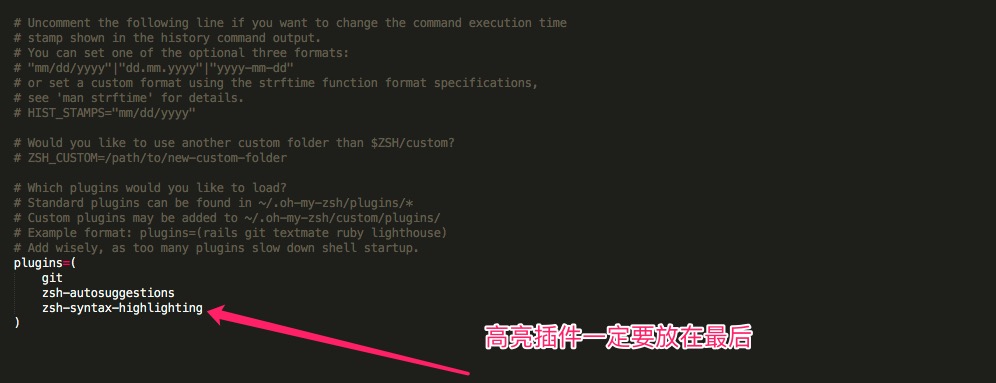 # Uncomment the following line if you want to change the command execution time
# stamp shown in the history command output.
# You can set one of the optional three formats:
# "mm/dd/yyyy"|"dd.mm.yyyy"|"yyyy-mm-dd"
# or set a custom format using the strftime function format specifications,
# see 'man strftime' for details.
# HIST_STAMPS="mm/dd/yyyy"
# Would you like to use another custom folder than $ZSH/custom?
# ZSH_CUSTOM=/path/to/new-custom-folder
# Which plugins would you like to load?
# Standard plugins can be found in ~/.oh-my-zsh/plugins/*
# Custom plugins may be added to ~/.oh-my-zsh/custom/plugins/
# Example format: plugins=(rails git textmate ruby lighthouse)
# Add wisely, as too many plugins slow down shell startup.
plugins=(
git
zsh-autosuggestions
zsh-syntax-highlighting
)
高亮插件一定要放在最后